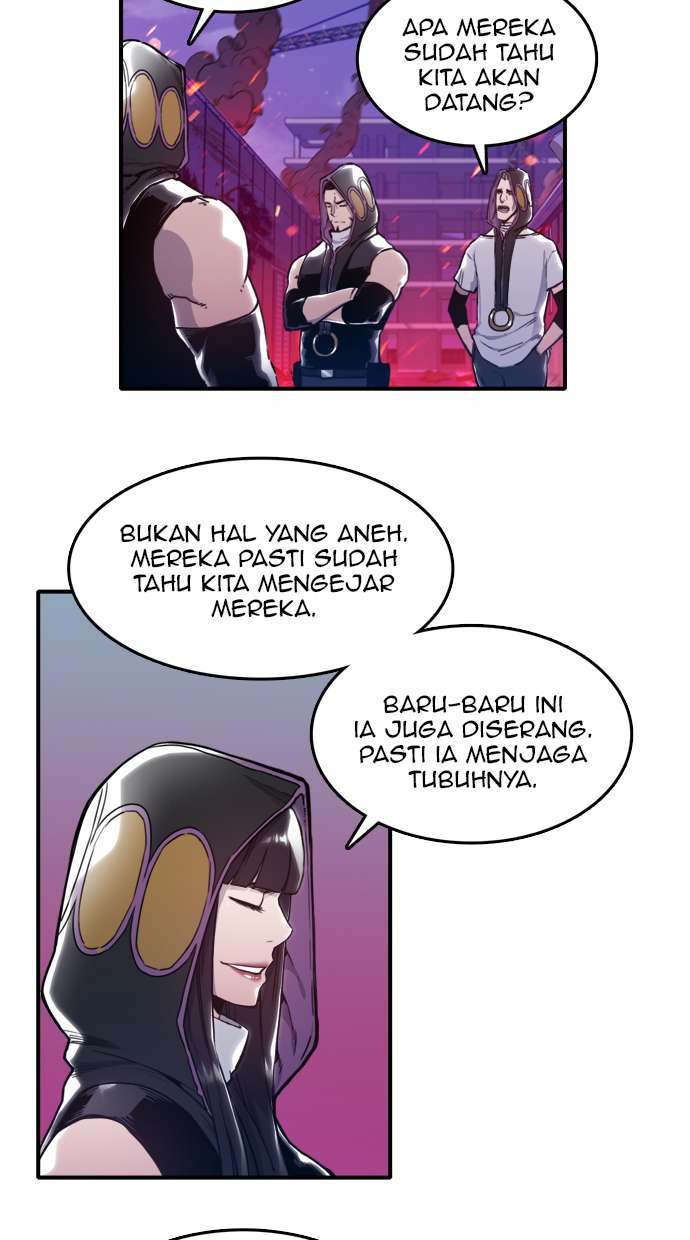 APA MEREKA
SUDAH TAHU
KITA AKAN
DATANG?
BUKAN HAL YANG ANEH.
MEREKA PASTI SUDAH
TAHU KITA MENGEJAR
MEREKA.
BARU-BARU INI
IA JUGA DISERANG.
PASTI IA MENJAGA
TUBUHNYA.